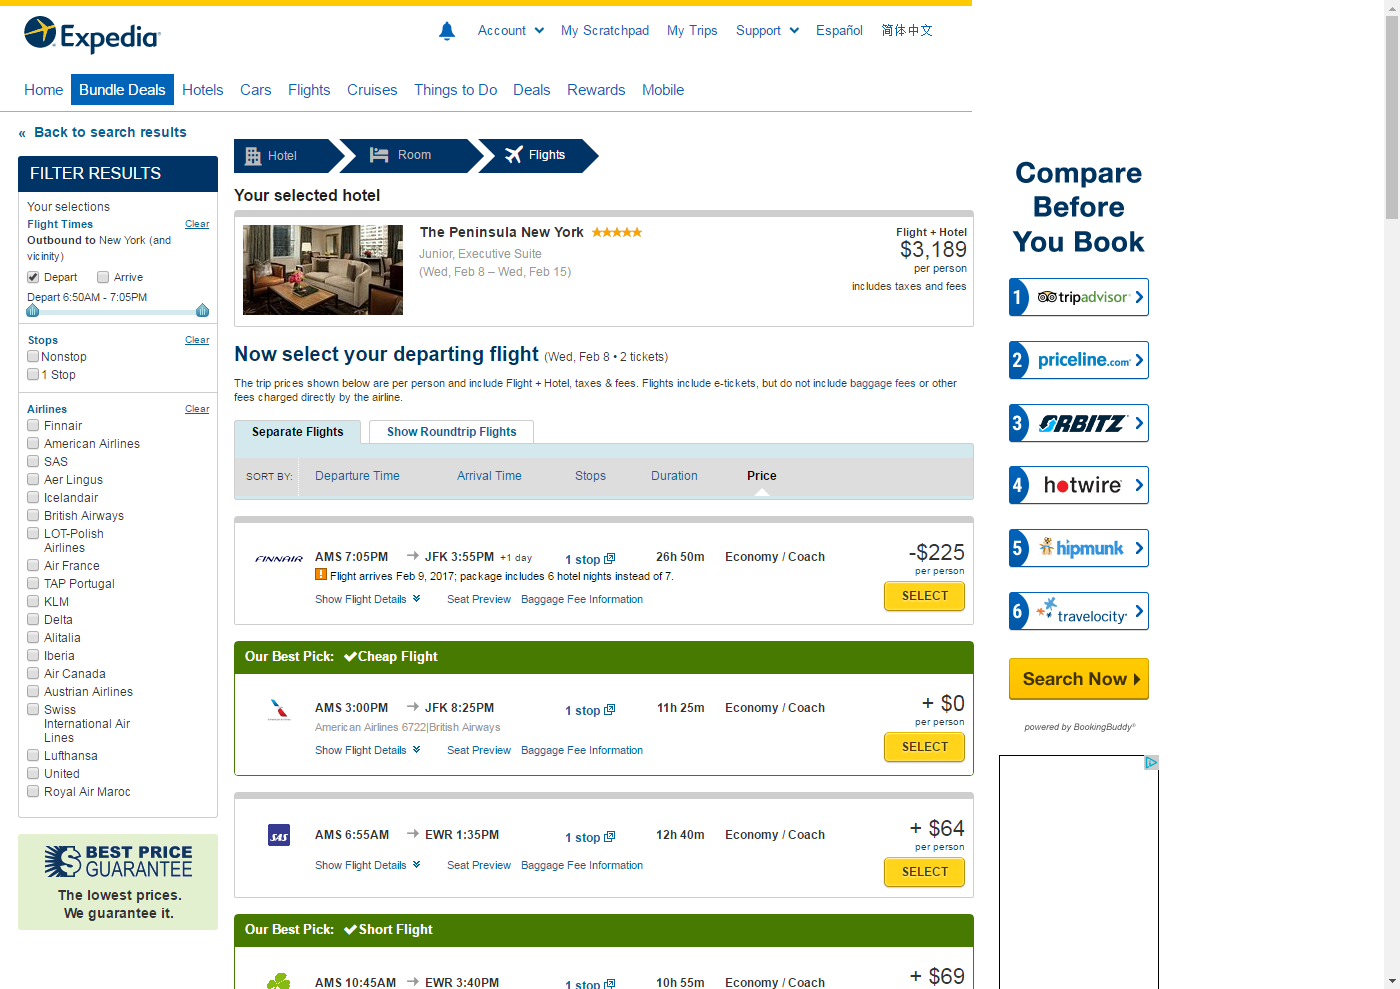 Expedia
Account
My Scratchpad
My Trips
Support
Español
简体中文
Home
Bundle Deals
Hotels
Cars
Flights
Cruises
Things to Do
Deals
Rewards
Mobile
« Back to search results
FILTER RESULTS
Your selections
Flight Times Clear
Outbound to New York (and
vicinity)
Depart Arrive
Depart 6:50AM - 7:05PM
Stops Clear
Nonstop
1 Stop
Airlines Clear
Finnair
American Airlines
SAS
Aer Lingus
Icelandair
British Airways
LOT-Polish
Airlines
Air France
TAP Portugal
KLM
Delta
Alitalia
Iberia
Air Canada
Austrian Airlines
Swiss
International Air
Lines
Lufthansa
United
Royal Air Maroc
BEST PRICE
GUARANTEE
The lowest prices.
We guarantee it.
Hotel
Room
Flights
Your selected hotel
The Peninsula New York
Junior, Executive Suite
(Wed, Feb 8 – Wed, Feb 15)
Flight + Hotel
$3,189
per person
includes taxes and fees
Now select your departing flight (Wed, Feb 8 • 2 tickets)
The trip prices shown below are per person and include Flight + Hotel, taxes & fees. Flights include e-tickets, but do not include baggage fees or other
fees charged directly by the airline.
Separate Flights
Show Roundtrip Flights
SORT BY: Departure Time Arrival Time Stops Duration Price
FINNAIR AMS 7:05PM JFK 3:55PM +1 day 1 stop 26h 50m Economy / Coach -$225
per person
Flight arrives Feb 9, 2017; package includes 6 hotel nights instead of 7.
Show Flight Details Seat Preview Baggage Fee Information SELECT
Our Best Pick: Cheap Flight
AMS 3:00PM JFK 8:25PM 1 stop 11h 25m Economy / Coach + $0
per person
American Airlines 6722|British Airways
Show Flight Details Seat Preview Baggage Fee Information SELECT
SAS AMS 6:55AM EWR 1:35PM 1 stop 12h 40m Economy / Coach + $64
per person
Show Flight Details Seat Preview Baggage Fee Information SELECT
Our Best Pick: Short Flight
AMS 10:45AM EWR 3:40PM 1 stop 10h 55m Economy / Coach + $69
Compare
Before
You Book
1 tripadvisor
2 priceline.com
3 ORBITZ
4 hotwire
5 hipmunk
6 travelocity
Search Now
powered by BookingBuddy®